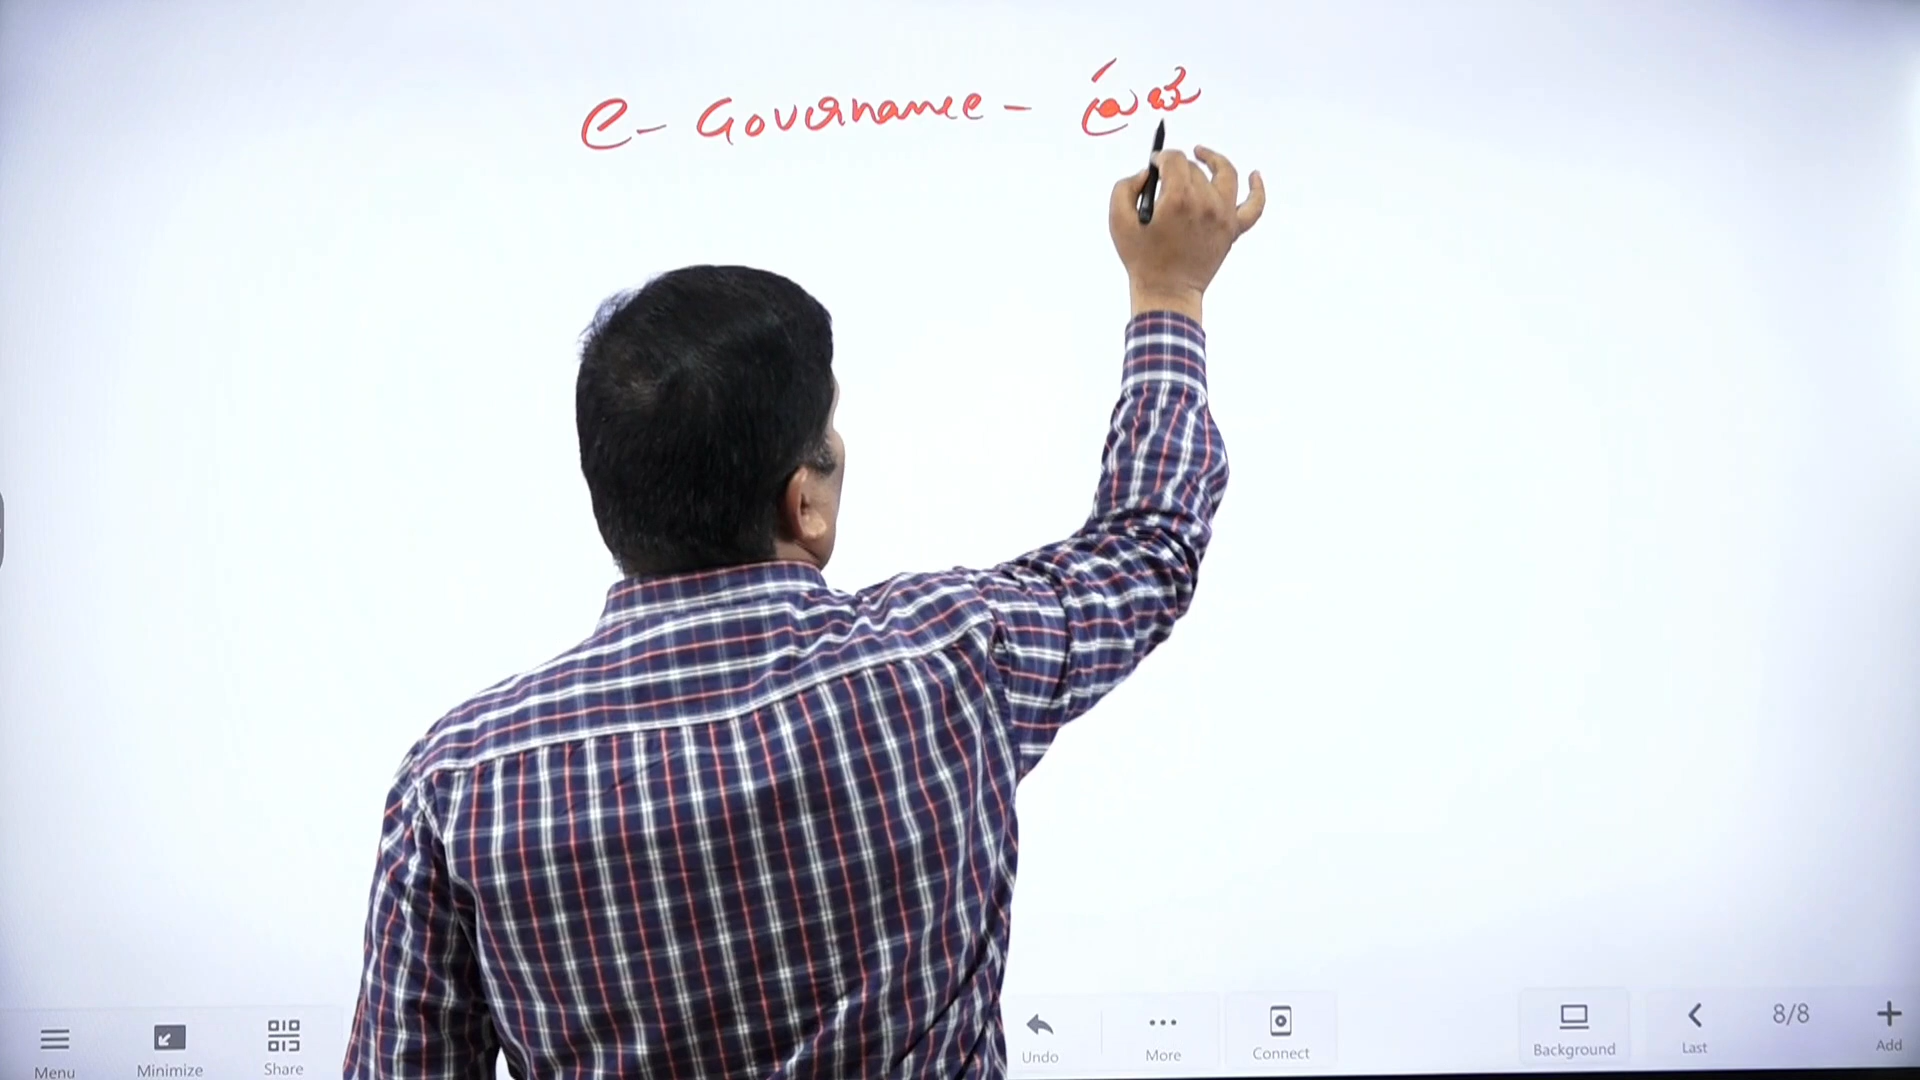 e- Governance -
Menu
Minimize
Share
Undo
More
Connect
Background
Last
8/8
Add